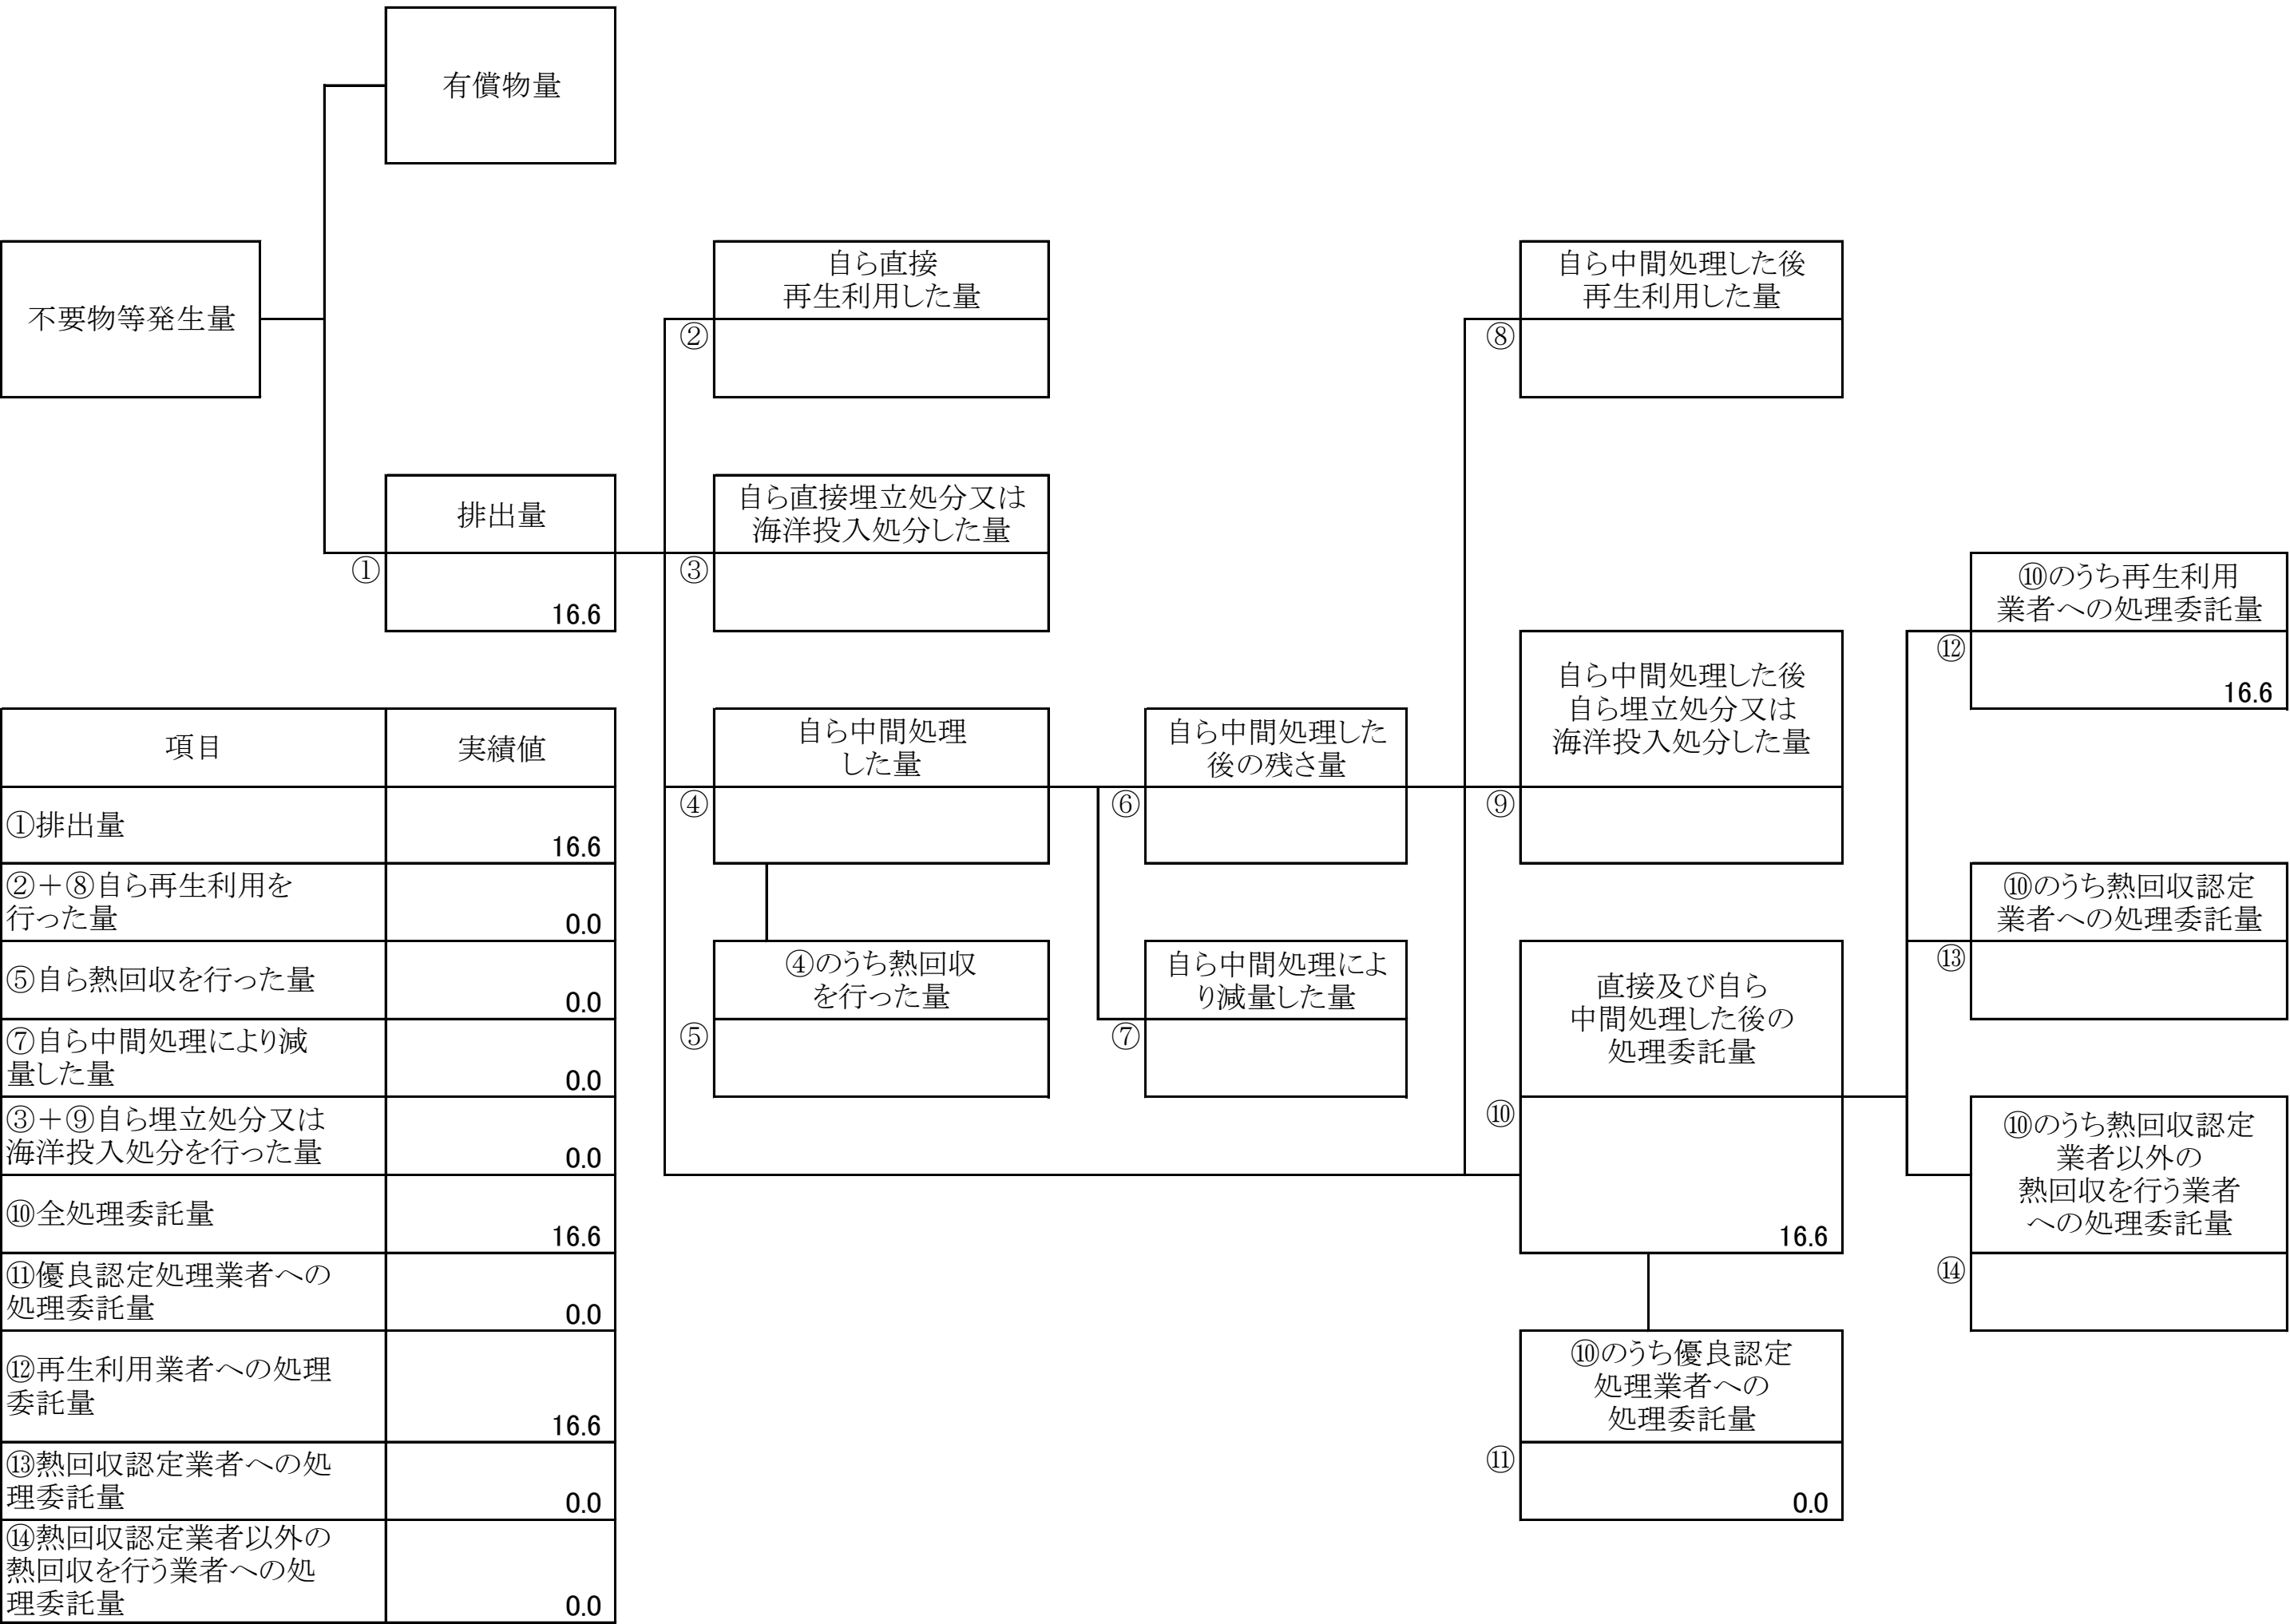 有償物量
不要物等発生量
自ら直接
再生利用した量
②
自ら中間処理した後
再生利用した量
⑧
排出量
①
16.6
自ら直接埋立処分又は
海洋投入処分した量
③
⑩のうち再生利用
業者への処理委託量
⑫
16.6
自ら中間処理
した量
④
自ら中間処理した
後の残さ量
⑥
自ら中間処理した後
自ら埋立処分又は
海洋投入処分した量
⑨
⑩のうち熱回収認定
業者への処理委託量
⑬
④のうち熱回収
を行った量
⑤
自ら中間処理によ
り減量した量
⑦
直接及び自ら
中間処理した後の
処理委託量
⑩
16.6
⑩のうち熱回収認定
業者以外の
熱回収を行う業者
への処理委託量
⑭
⑩のうち優良認定
処理業者への
処理委託量
⑪
0.0
項目
実績値
①排出量
16.6
②＋⑧自ら再生利用を
行った量
0.0
⑤自ら熱回収を行った量
0.0
⑦自ら中間処理により減
量した量
0.0
③＋⑨自ら埋立処分又は
海洋投入処分を行った量
0.0
⑩全処理委託量
16.6
⑪優良認定処理業者への
処理委託量
0.0
⑫再生利用業者への処理
委託量
16.6
⑬熱回収認定業者への処
理委託量
0.0
⑭熱回収認定業者以外の
熱回収を行う業者への処
理委託量
0.0